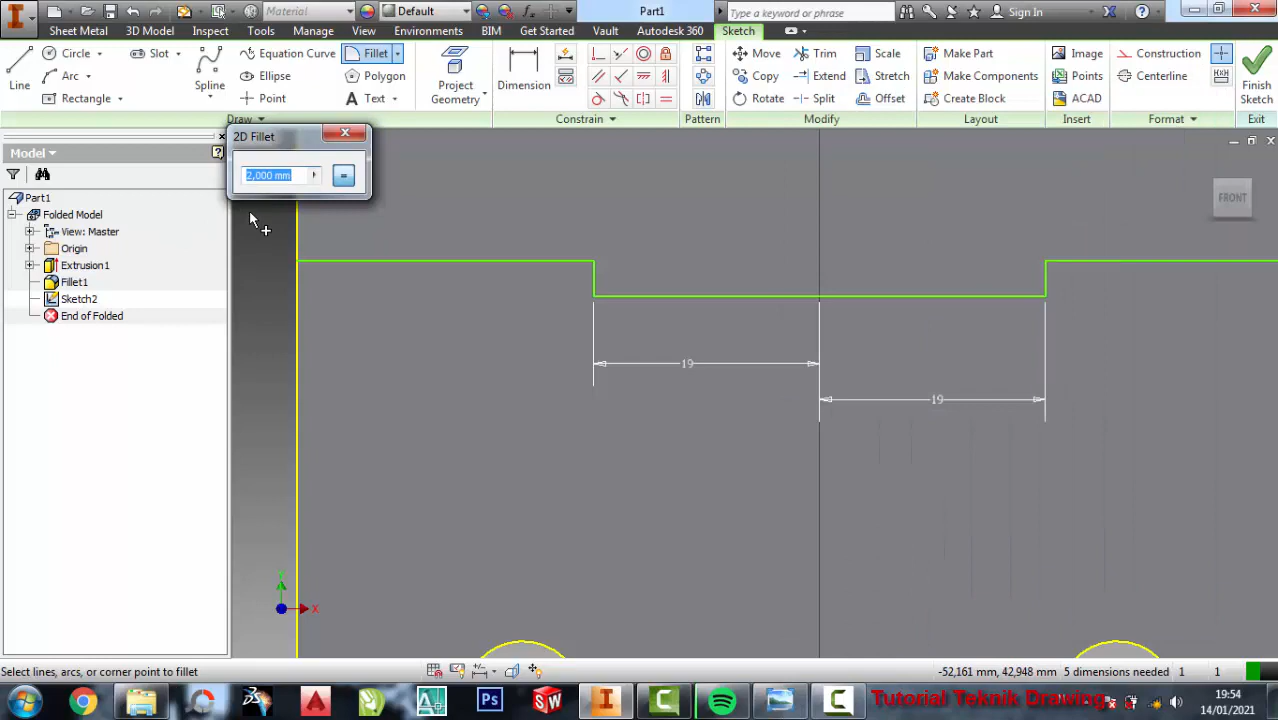 Material Default Part1 Type a keyword or phrase Sign In
Sheet Metal 3D Model Inspect Tools Manage View Environments BIM Get Started Vault Autodesk 360 Sketch
Circle Slot Equation Curve Fillet Move Trim Scale Make Part Image Construction
Line Arc Spline Ellipse Polygon Project Geometry Dimension Copy Extend Stretch Make Components Points Centerline Finish Sketch
Rectangle Point Text Rotate Split Offset Create Block ACAD
Draw Constrain Pattern Modify Layout Insert Format Exit
2D Fillet
2,000 mm =
Model
Part1
Folded Model
View: Master
Origin
Extrusion1
Fillet1
Sketch2
End of Folded
FRONT
19
19
X
Select lines, arcs, or corner point to fillet -52,161 mm, 42,948 mm 5 dimensions needed 1 1
Tutorial Teknik Drawing
19:54
14/01/2021